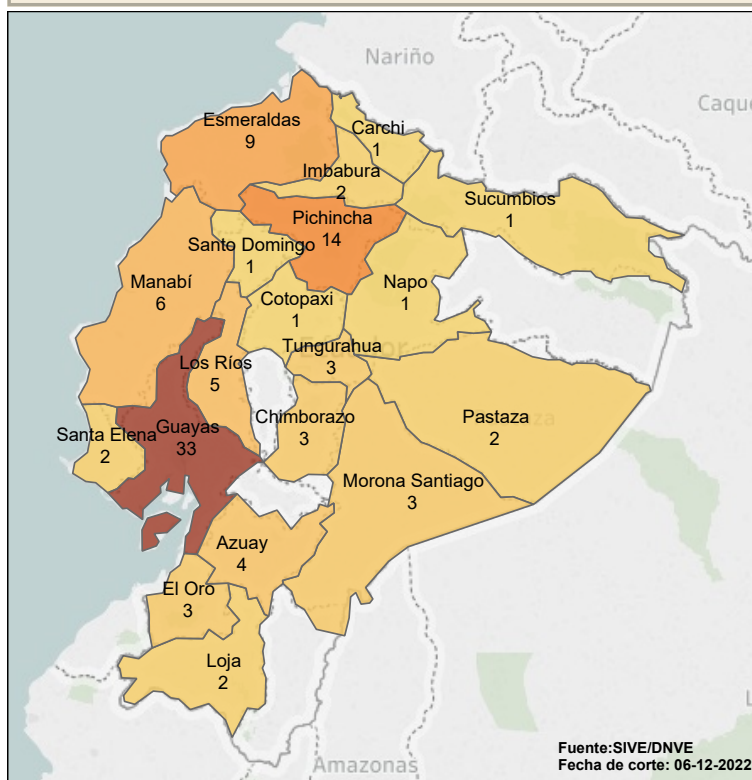 Nariño
Caque
Esmeraldas
9
Carchi
1
Imbabura
2
Sucumbios
1
Pichincha
14
Santo Domingo
1
Manabí
6
Napo
1
Cotopaxi
1
Tungurahua
3
Los Ríos
5
Chimborazo
3
Pastaza
2
Santa Elena
2
Guayas
33
Morona Santiago
3
Azuay
4
El Oro
3
Loja
2
Amazonas
L
Fuente:SIVE/DNVE
Fecha de corte: 06-12-2022